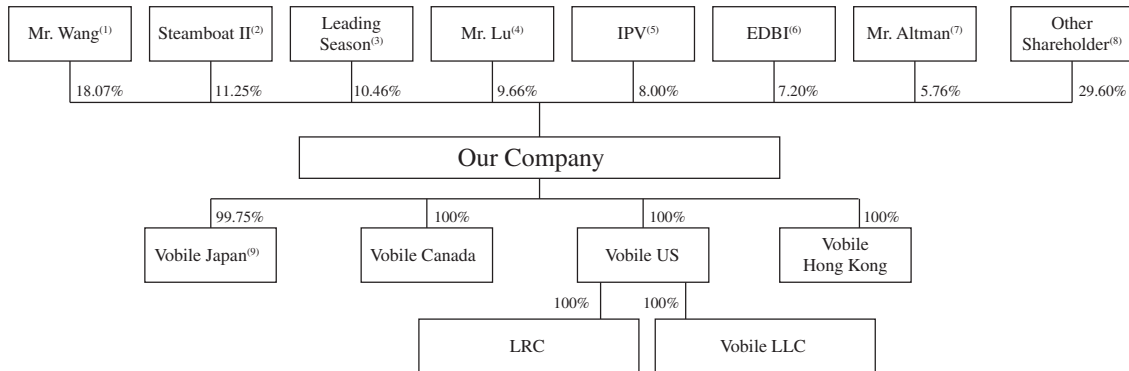 Mr. Wang(1)
Steamboat II(2)
Leading
Season(3)
Mr. Lu(4)
IPV(5)
EDBI(6)
Mr. Altman(7)
Other
Shareholder(8)
18.07%
11.25%
10.46%
9.66%
8.00%
7.20%
5.76%
29.60%
Our Company
99.75%
100%
100%
100%
Vobile Japan(9)
Vobile Canada
Vobile US
Vobile
Hong Kong
100%
100%
LRC
Vobile LLC